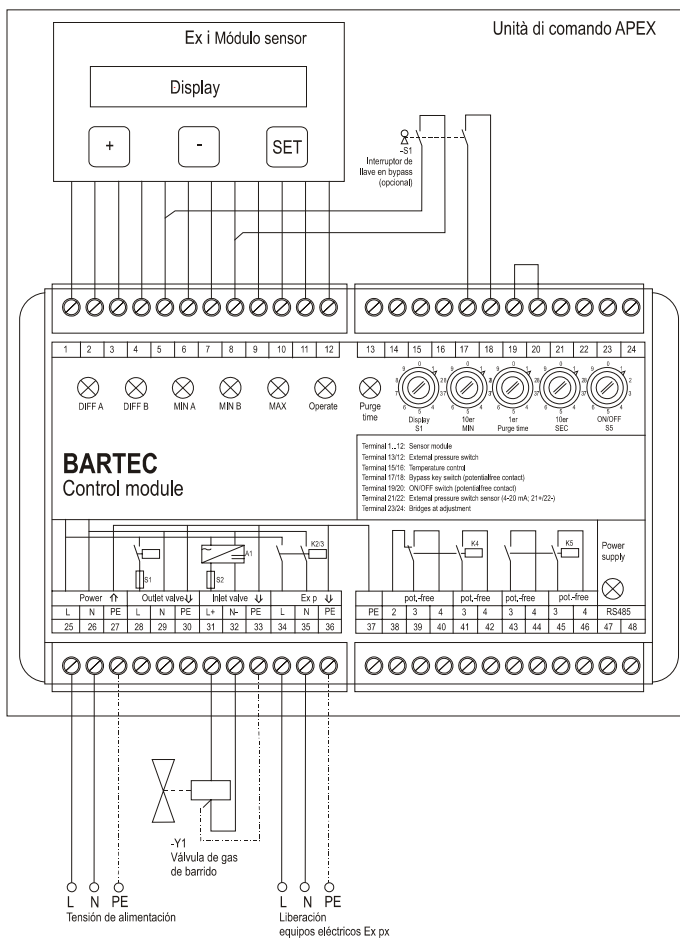 Unità di comando APEX
Ex i Módulo sensor
Display
+ - SET
-S1
Interruptor de
llave en bypass
(opcional)
1 2 3 4 5 6 7 8 9 10 11 12 13 14 15 16 17 18 19 20 21 22 23 24
DIFF A DIFF B MIN A MIN B MAX Operate Purge
time
Display
S1
10er
MIN
1er
Purge time
10er
SEC
ON/OFF
S5
BARTEC
Control module
Terminal 1...12: Sensor module
Terminal 13/12: External pressure switch
Terminal 15/16: Temperature control
Terminal 17/18: Bypass key switch (potentialfree contact)
Terminal 19/20: ON/OFF switch (potentialfree contact)
Terminal 21/22: External pressure switch sensor (4-20 mA; 21+/22-)
Terminal 23/24: Bridges at adjustment
S1 S2 A1 K2/3 K4 K5
Power
supply
Power Outlet valve Inlet valve Ex p pot.-free pot.-free pot.-free pot.-free
L N PE L N PE L+ N- PE L N PE PE 2 3 4 3 4 3 4 3 4 RS485
25 26 27 28 29 30 31 32 33 34 35 36 37 38 39 40 41 42 43 44 45 46 47 48
-Y1
Válvula de gas
de barrido
L N PE
Tensión de alimentación
L N PE
Liberación
equipos eléctricos Ex px